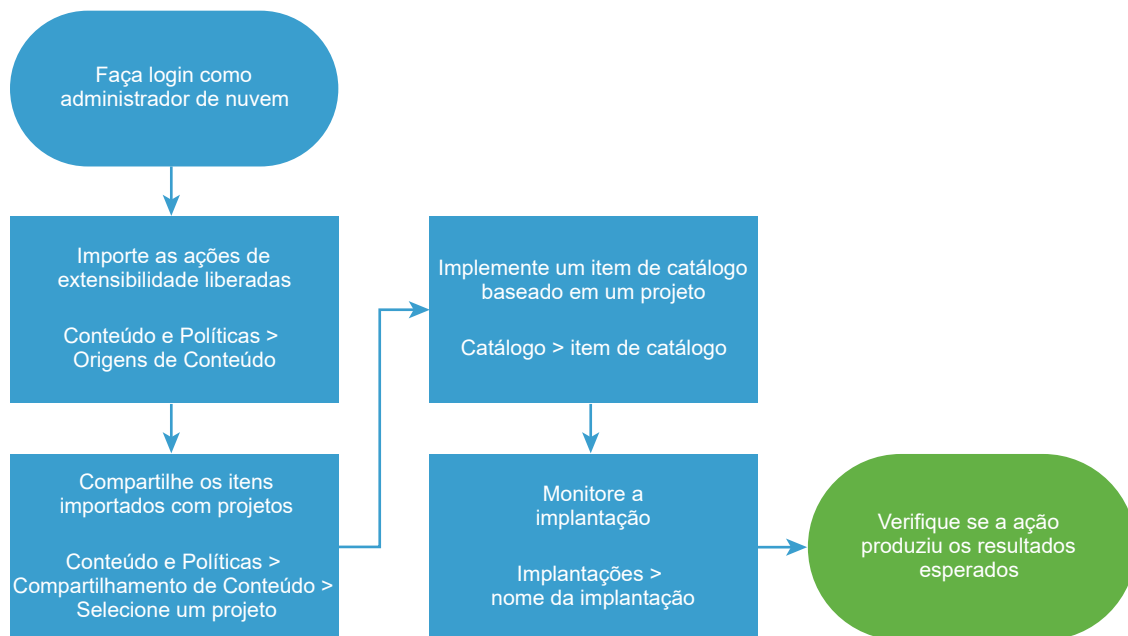 Faça login como
administrador de nuvem
Importe as ações de
extensibilidade liberadas
Conteúdo e Políticas >
Origens de Conteúdo
Compartilhe os itens
importados com projetos
Conteúdo e Políticas >
Compartilhamento de Conteúdo >
Selecione um projeto
Implemente um item de catálogo
baseado em um projeto
Catálogo > item de catálogo
Monitore a
implantação
Implantações >
nome da implantação
Verifique se a ação
produziu os resultados
esperados